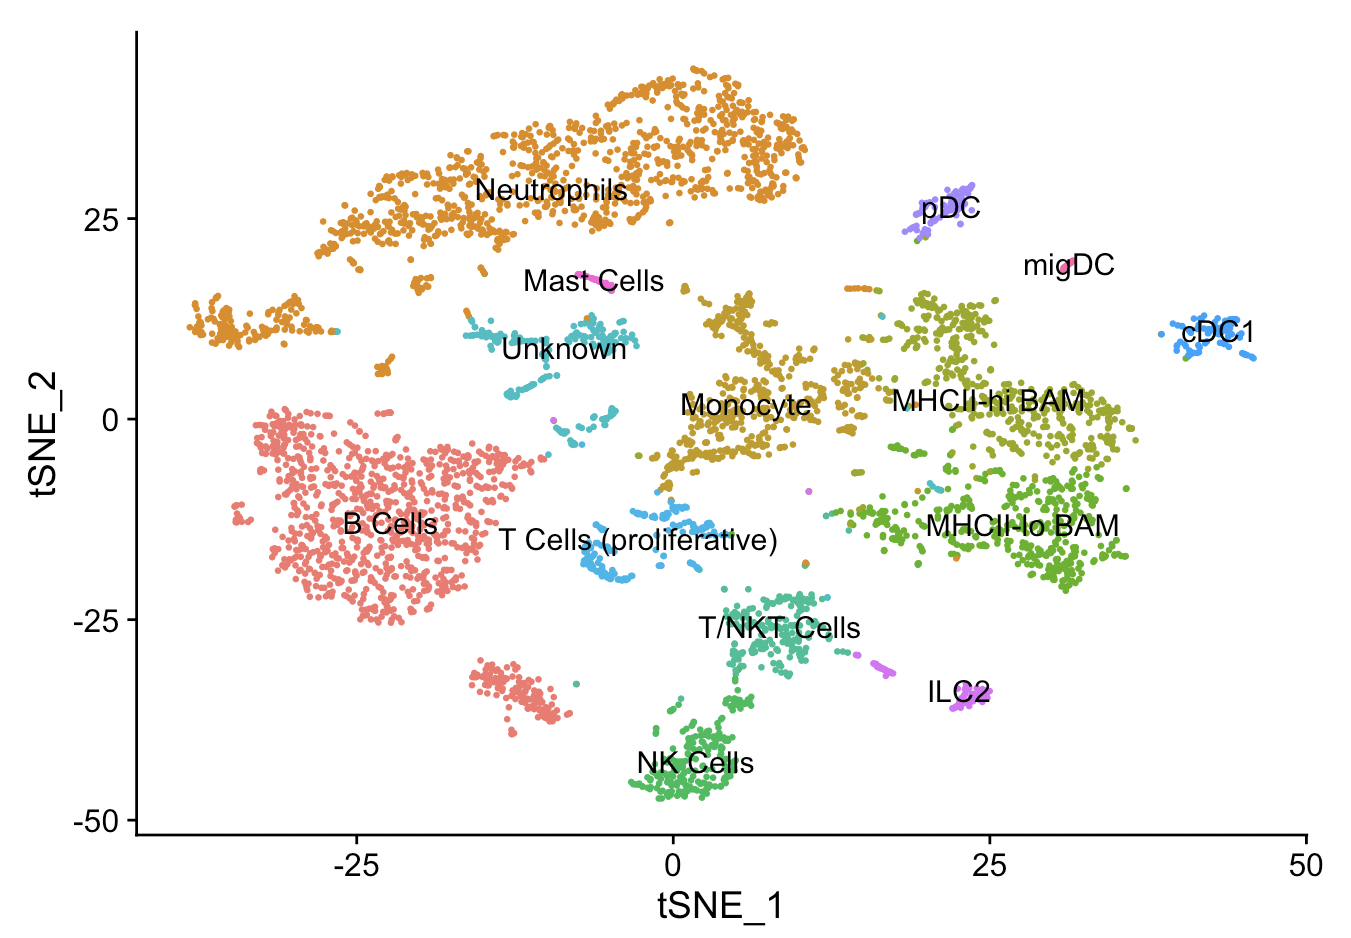 Neutrophils
pDC
25
migDC
Mast Cells
cDC1
Unknown
MHCII-hi BAM
Monocyte
0
tSNE_2
B Cells
MHCII-lo BAM
T Cells (proliferative)
-25
T/NKT Cells
ILC2
NK Cells
-50
-25
0
25
50
tSNE_1